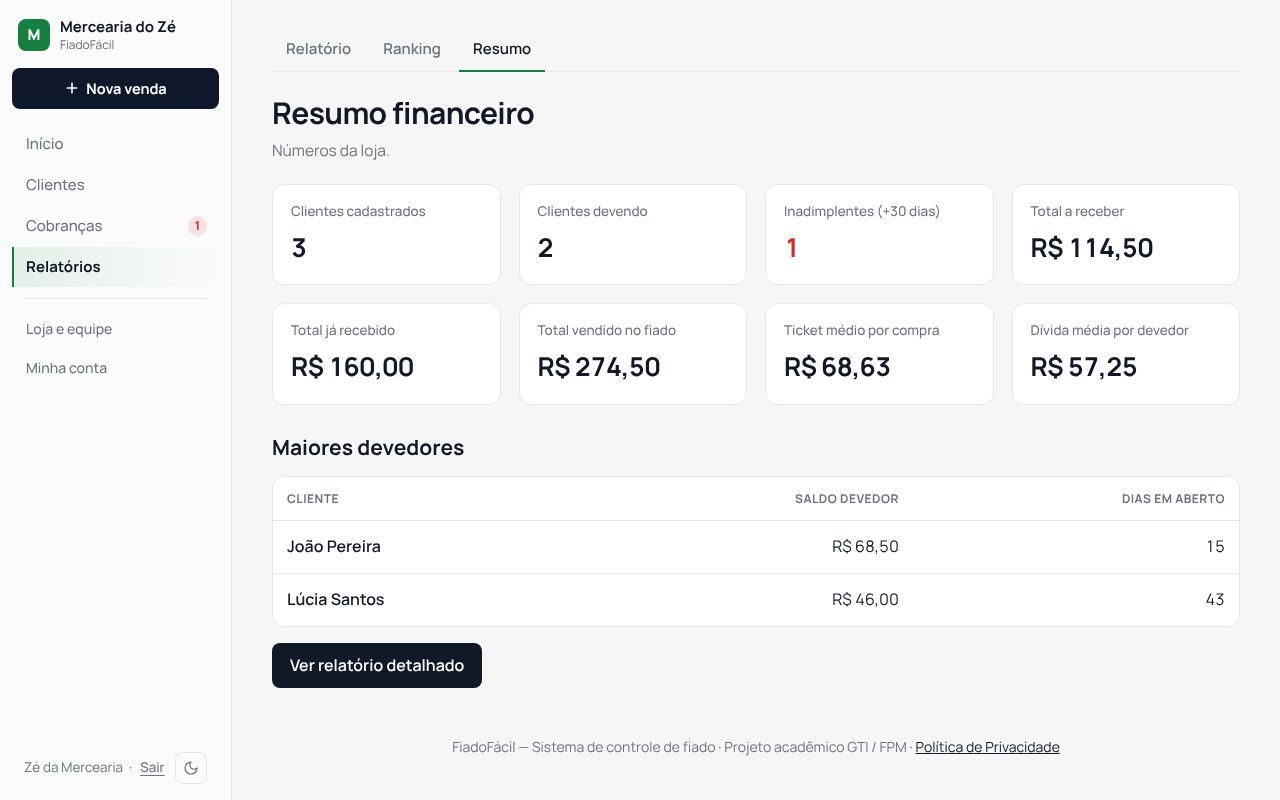 M
Mercearia do Zé
FiadoFácil
+ Nova venda
Início
Clientes
Cobranças 1
Relatórios
Loja e equipe
Minha conta
Zé da Mercearia · Sair
Relatório Ranking Resumo
Resumo financeiro
Números da loja.
Clientes cadastrados
3
Clientes devendo
2
Inadimplentes (+30 dias)
1
Total a receber
R$ 114,50
Total já recebido
R$ 160,00
Total vendido no fiado
R$ 274,50
Ticket médio por compra
R$ 68,63
Dívida média por devedor
R$ 57,25
Maiores devedores
CLIENTE SALDO DEVEDOR DIAS EM ABERTO
João Pereira R$ 68,50 15
Lúcia Santos R$ 46,00 43
Ver relatório detalhado
FiadoFácil — Sistema de controle de fiado · Projeto acadêmico GTI / FPM · Política de Privacidade